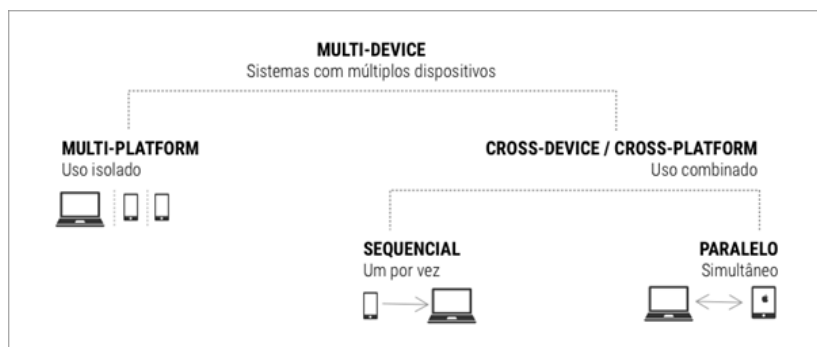 MULTI-DEVICE
Sistemas com múltiplos dispositivos
MULTI-PLATFORM
Uso isolado
CROSS-DEVICE / CROSS-PLATFORM
Uso combinado
SEQUENCIAL
Um por vez
PARALELO
Simultâneo